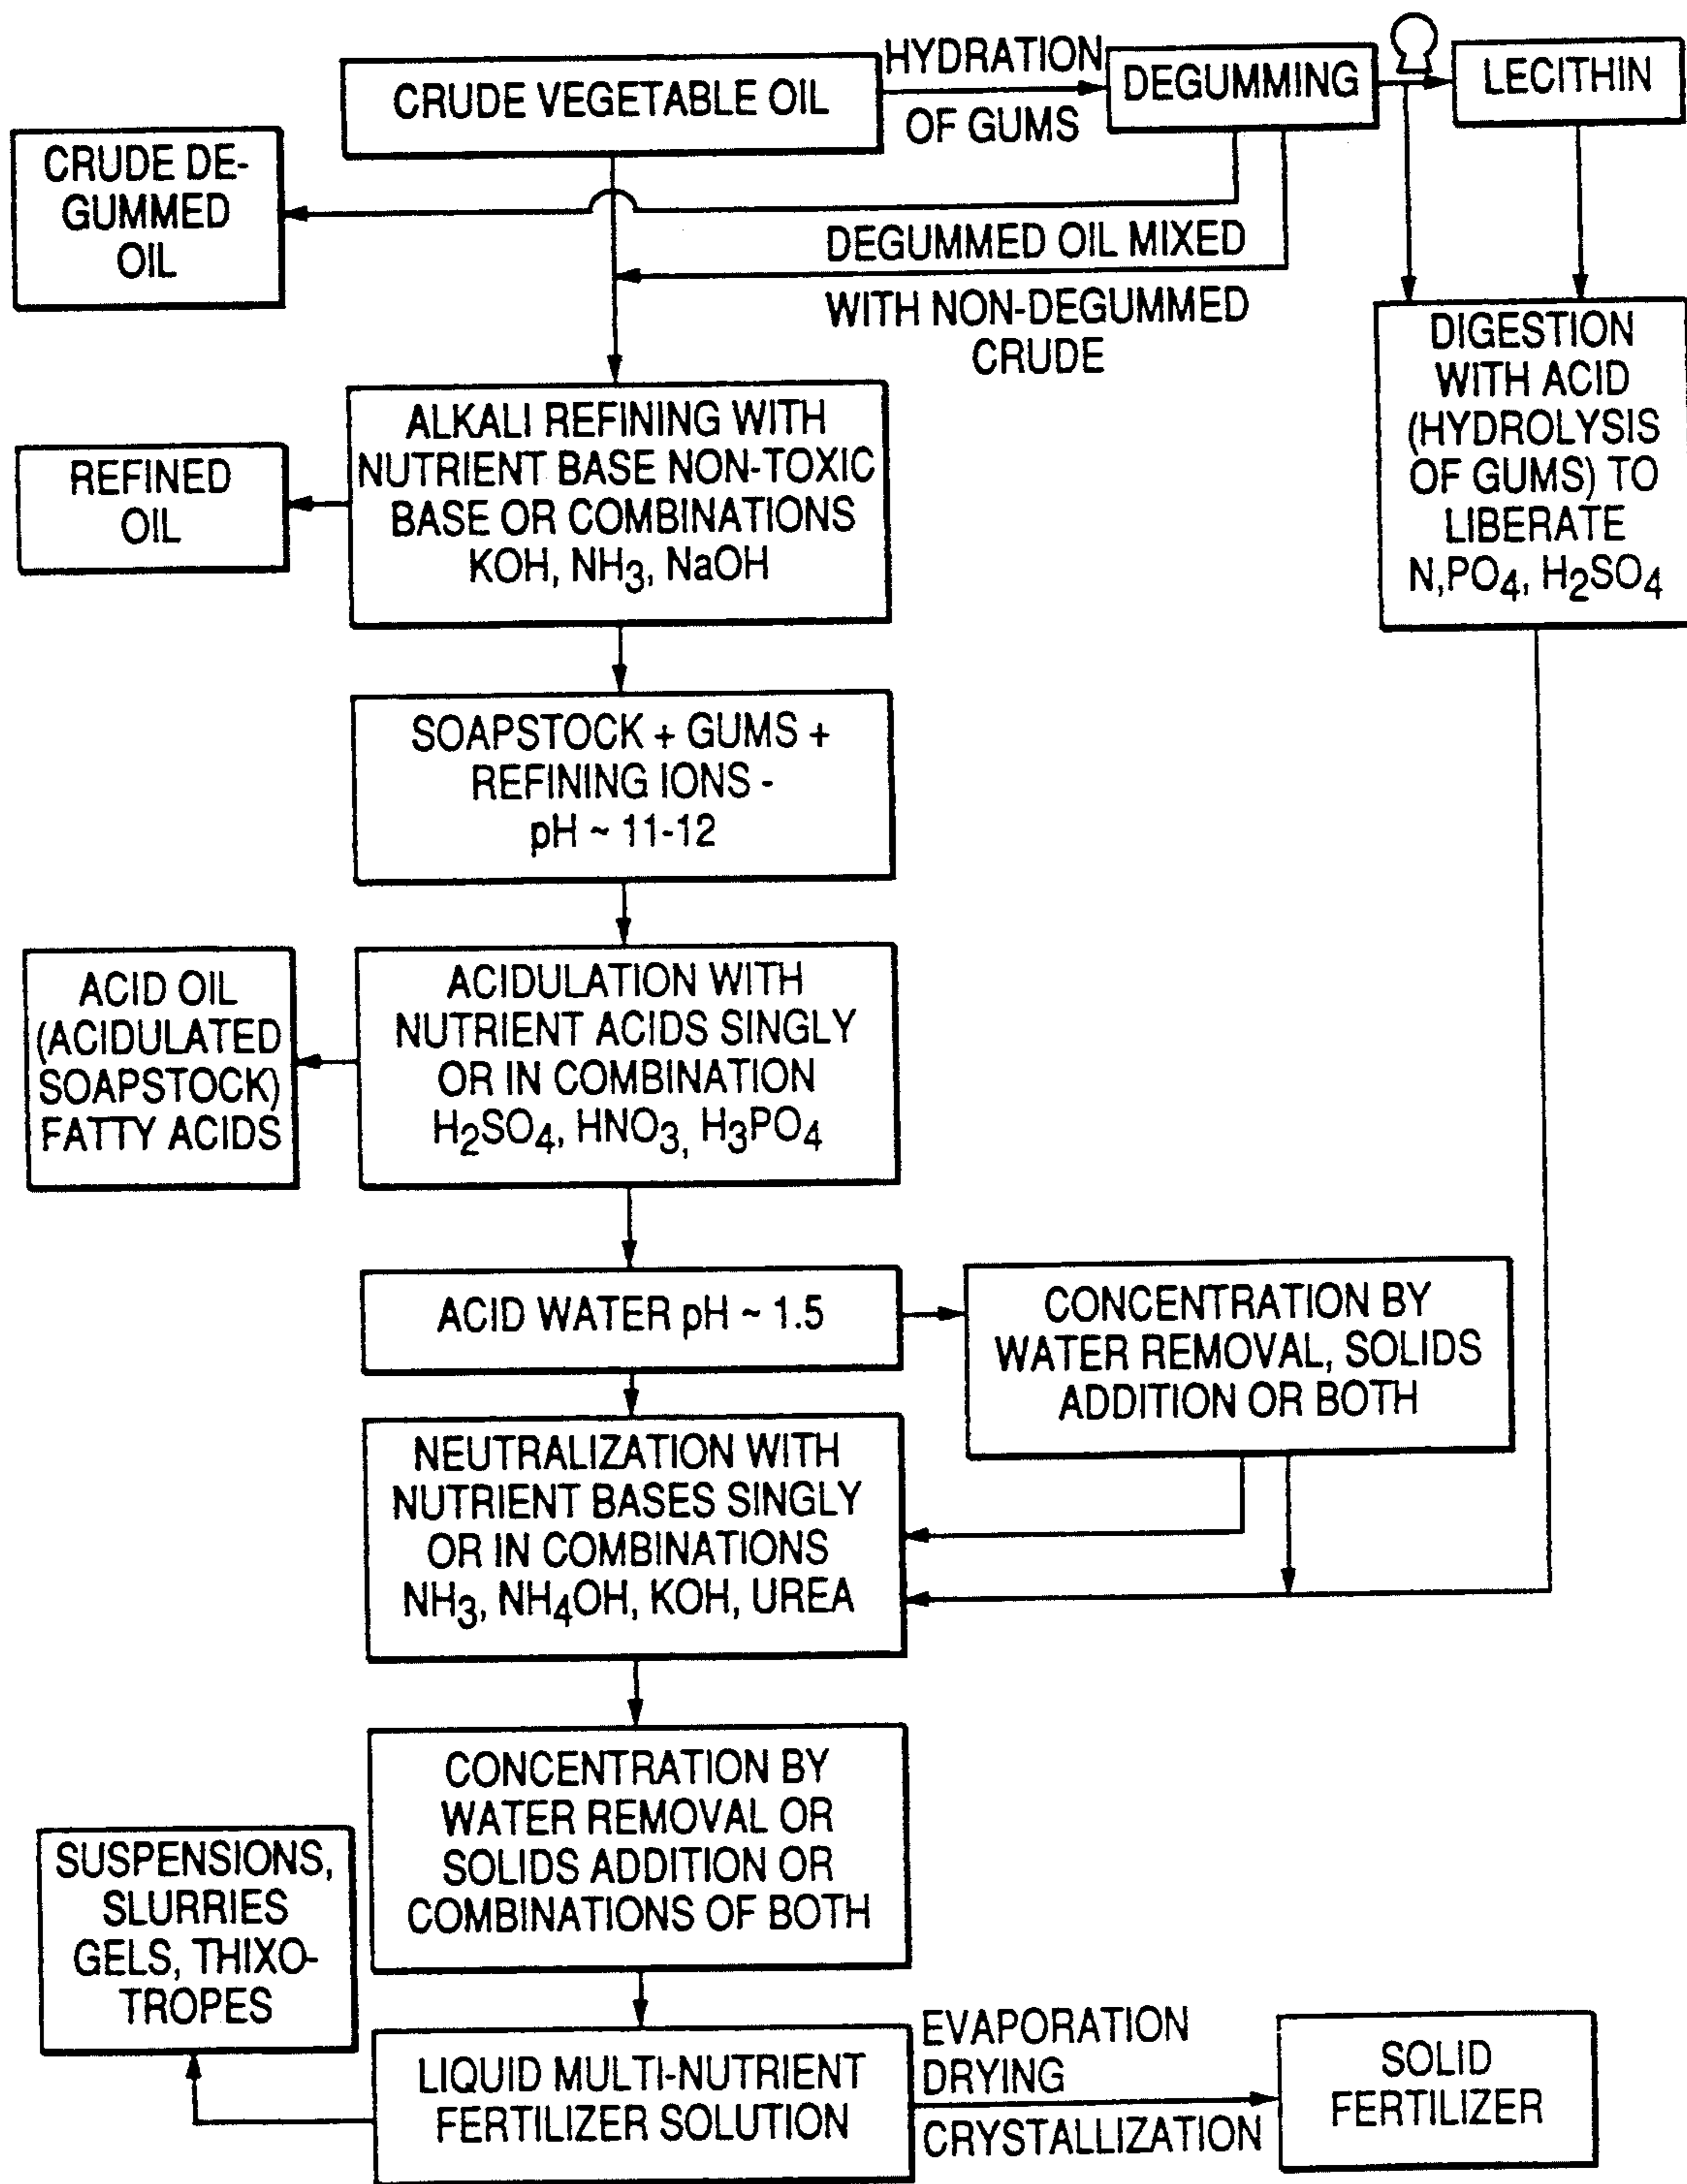 CRUDE VEGETABLE OIL
HYDRATION
OF GUMS
DEGUMMING
LECITHIN
CRUDE DE-
GUMMED
OIL
DEGUMMED OIL MIXED
WITH NON-DEGUMMED
CRUDE
DIGESTION
WITH ACID
(HYDROLYSIS
OF GUMS) TO
LIBERATE
N,PO₄, H₂SO₄
ALKALI REFINING WITH
NUTRIENT BASE NON-TOXIC
BASE OR COMBINATIONS
KOH, NH₃, NaOH
REFINED
OIL
SOAPSTOCK + GUMS +
REFINING IONS -
pH ~ 11-12
ACIDULATION WITH
NUTRIENT ACIDS SINGLY
OR IN COMBINATION
H₂SO₄, HNO₃, H₃PO₄
ACID OIL
(ACIDULATED
SOAPSTOCK)
FATTY ACIDS
ACID WATER pH ~ 1.5
CONCENTRATION BY
WATER REMOVAL, SOLIDS
ADDITION OR BOTH
NEUTRALIZATION WITH
NUTRIENT BASES SINGLY
OR IN COMBINATIONS
NH₃, NH₄OH, KOH, UREA
CONCENTRATION BY
WATER REMOVAL OR
SOLIDS ADDITION OR
COMBINATIONS OF BOTH
SUSPENSIONS,
SLURRIES
GELS, THIXO-
TROPES
LIQUID MULTI-NUTRIENT
FERTILIZER SOLUTION
EVAPORATION
DRYING
CRYSTALLIZATION
SOLID
FERTILIZER